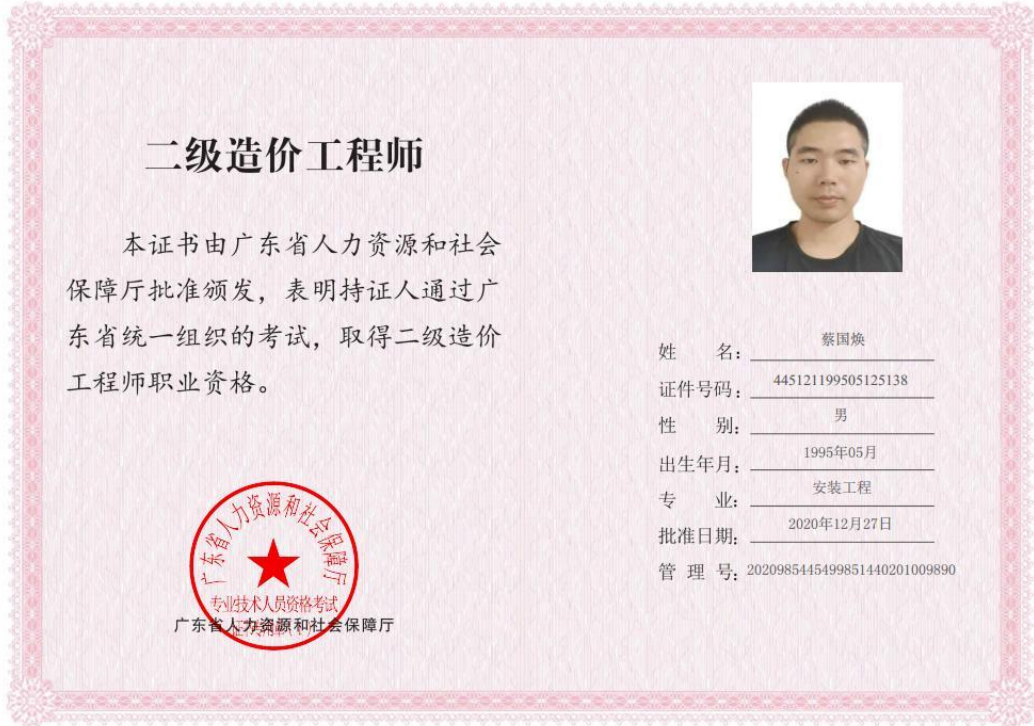 二级造价工程师
本证书由广东省人力资源和社会
保障厅批准颁发，表明持证人通过广
东省统一组织的考试，取得二级造价
工程师职业资格。
姓 名：蔡国焕
证件号码：445121199505125138
性 别：男
出生年月：1995年05月
专 业：安装工程
批准日期：2020年12月27日
管 理 号：2020985445499851440201009890
广东省人力资源和社会保障厅
专业技术人员资格考试
广东省人力资源和社会保障厅